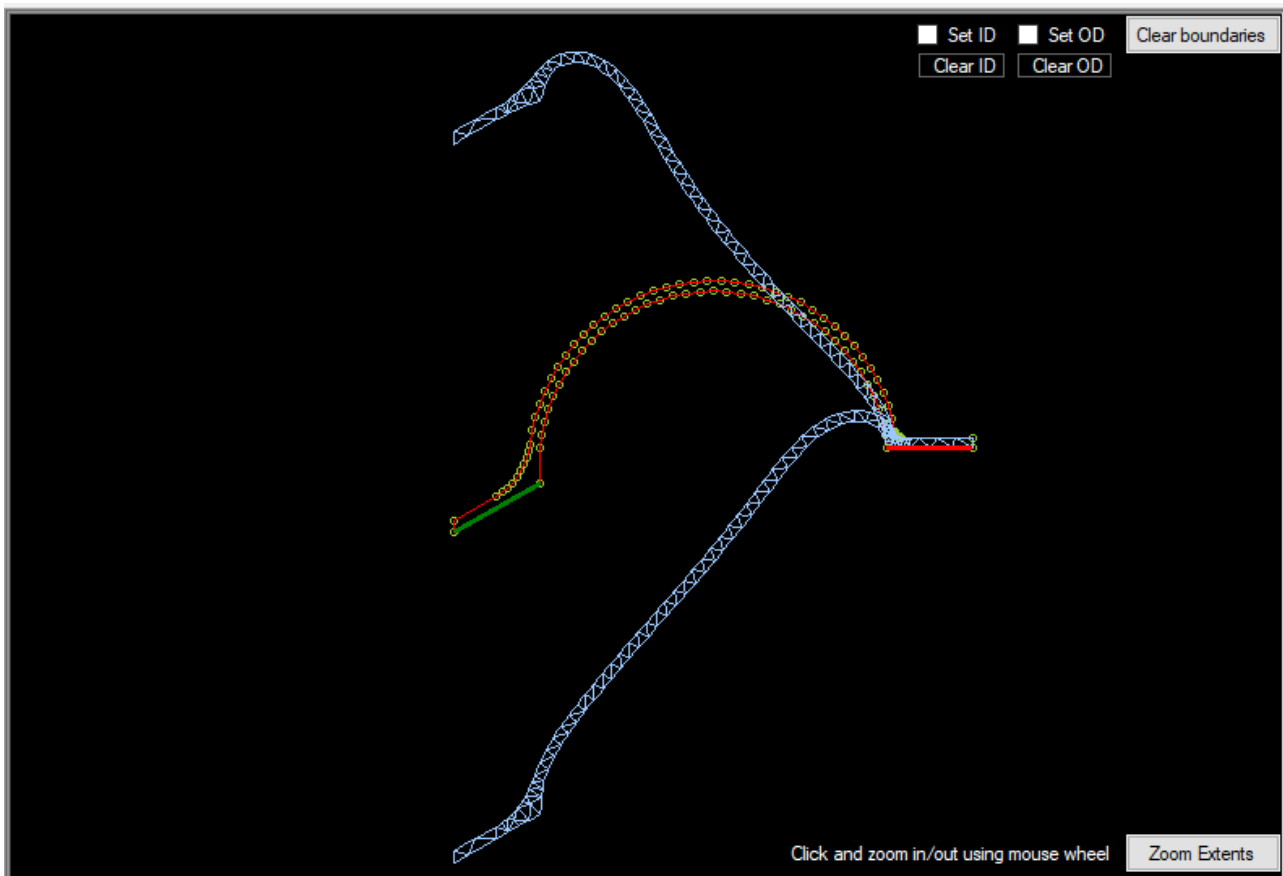 Set ID Set OD Clear boundaries
Clear ID Clear OD
Click and zoom in/out using mouse wheel Zoom Extents